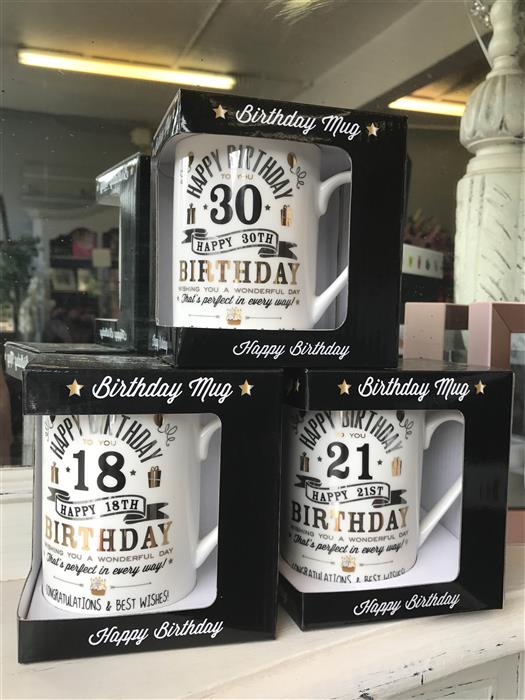 Birthday Mug
HAPPY BIRTHDAY
TO YOU
30
HAPPY 30TH
BIRTHDAY
WISHING YOU A WONDERFUL DAY
That's perfect in every way!
Happy Birthday
Birthday Mug
HAPPY BIRTHDAY
TO YOU
18
HAPPY 18TH
BIRTHDAY
WISHING YOU A WONDERFUL DAY
That's perfect in every way!
CONGRATULATIONS & BEST WISHES!
Happy Birthday
Birthday Mug
HAPPY BIRTHDAY
TO YOU
21
HAPPY 21ST
BIRTHDAY
WISHING YOU A WONDERFUL DAY
That's perfect in every way!
CONGRATULATIONS & BEST WISHES!
Happy Birthday